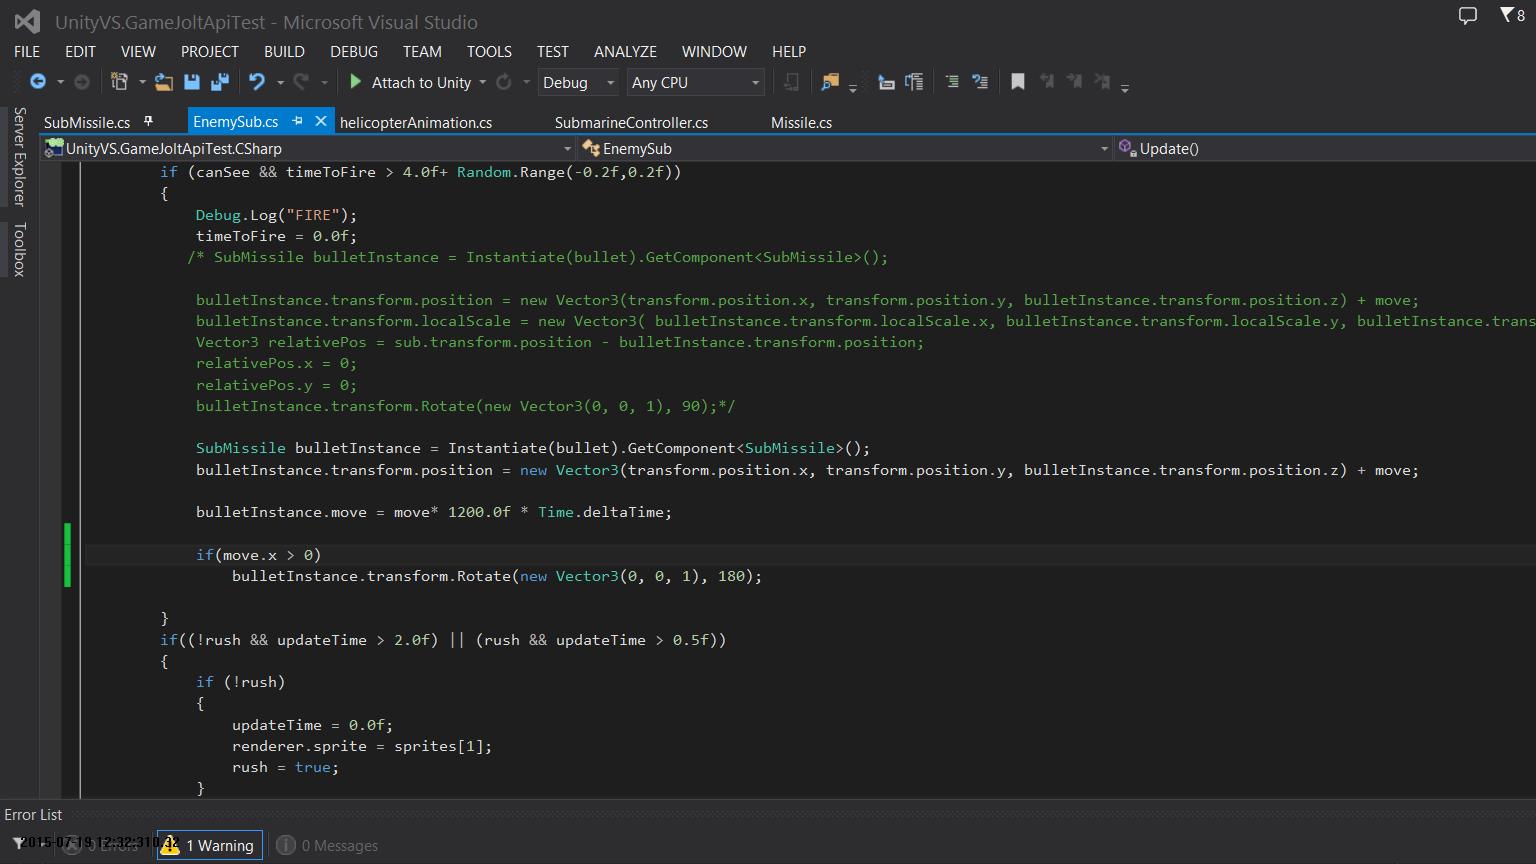 UnityVS.GameJoltApiTest - Microsoft Visual Studio
8
FILE EDIT VIEW PROJECT BUILD DEBUG TEAM TOOLS TEST ANALYZE WINDOW HELP
Attach to Unity Debug Any CPU
Server Explorer
Toolbox
SubMissile.cs EnemySub.cs helicopterAnimation.cs SubmarineController.cs Missile.cs
UnityVS.GameJoltApiTest.CSharp EnemySub Update()
if (canSee && timeToFire > 4.0f+ Random.Range(-0.2f,0.2f))
{
Debug.Log("FIRE");
timeToFire = 0.0f;
/* SubMissile bulletInstance = Instantiate(bullet).GetComponent<SubMissile>();
bulletInstance.transform.position = new Vector3(transform.position.x, transform.position.y, bulletInstance.transform.position.z) + move;
bulletInstance.transform.localScale = new Vector3( bulletInstance.transform.localScale.x, bulletInstance.transform.localScale.y, bulletInstance.trans
Vector3 relativePos = sub.transform.position - bulletInstance.transform.position;
relativePos.x = 0;
relativePos.y = 0;
bulletInstance.transform.Rotate(new Vector3(0, 0, 1), 90);*/
SubMissile bulletInstance = Instantiate(bullet).GetComponent<SubMissile>();
bulletInstance.transform.position = new Vector3(transform.position.x, transform.position.y, bulletInstance.transform.position.z) + move;
bulletInstance.move = move* 1200.0f * Time.deltaTime;
if(move.x > 0)
bulletInstance.transform.Rotate(new Vector3(0, 0, 1), 180);
}
if((!rush && updateTime > 2.0f) || (rush && updateTime > 0.5f))
{
if (!rush)
{
updateTime = 0.0f;
renderer.sprite = sprites[1];
rush = true;
}
Error List
0 Errors 1 Warning 0 Messages